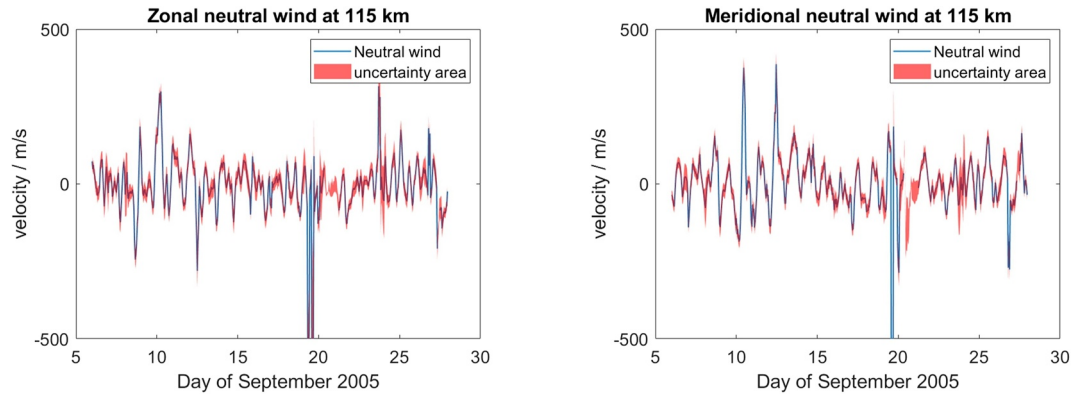 Zonal neutral wind at 115 km
500
Neutral wind
uncertainty area
velocity / m/s
0
-500
5 10 15 20 25 30
Day of September 2005
Meridional neutral wind at 115 km
500
Neutral wind
uncertainty area
velocity / m/s
0
-500
5 10 15 20 25 30
Day of September 2005